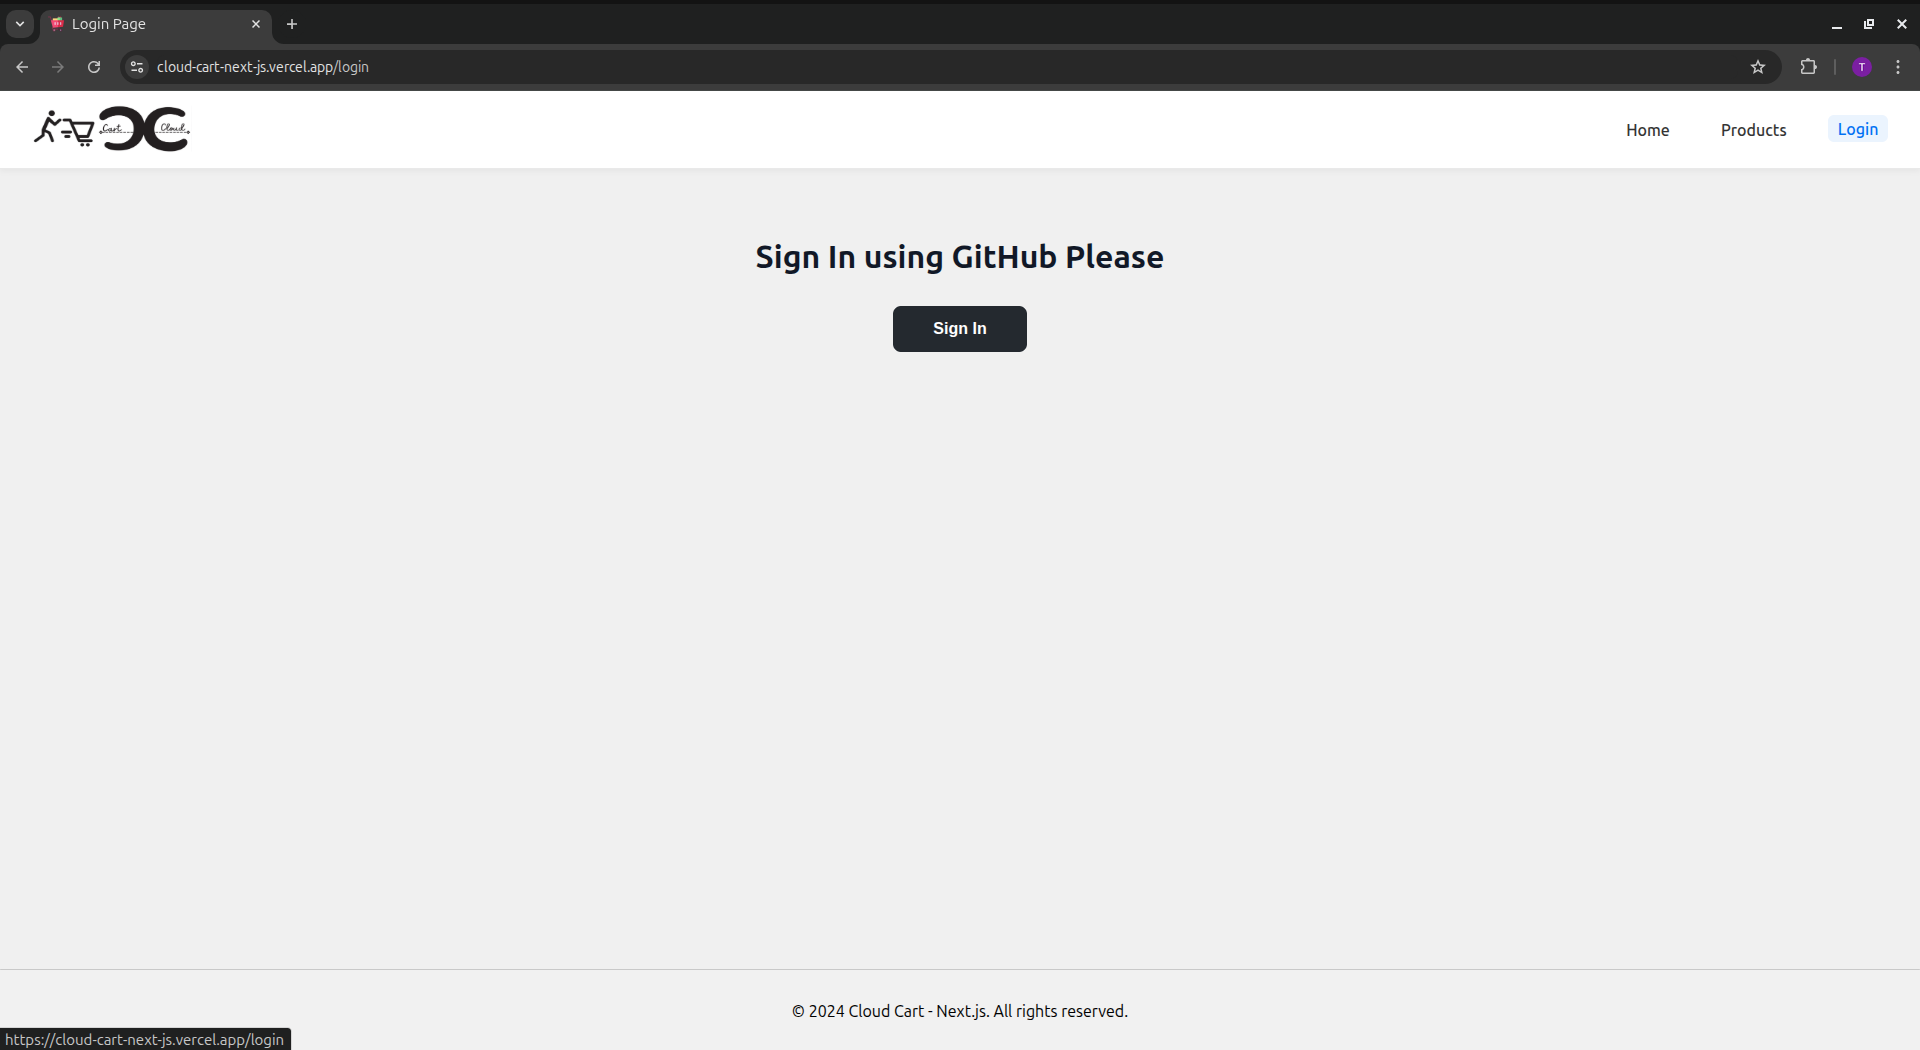 Login Page
cloud-cart-next-js.vercel.app/login
T
Cart Cloud
Home Products Login
Sign In using GitHub Please
Sign In
© 2024 Cloud Cart - Next.js. All rights reserved.
https://cloud-cart-next-js.vercel.app/login